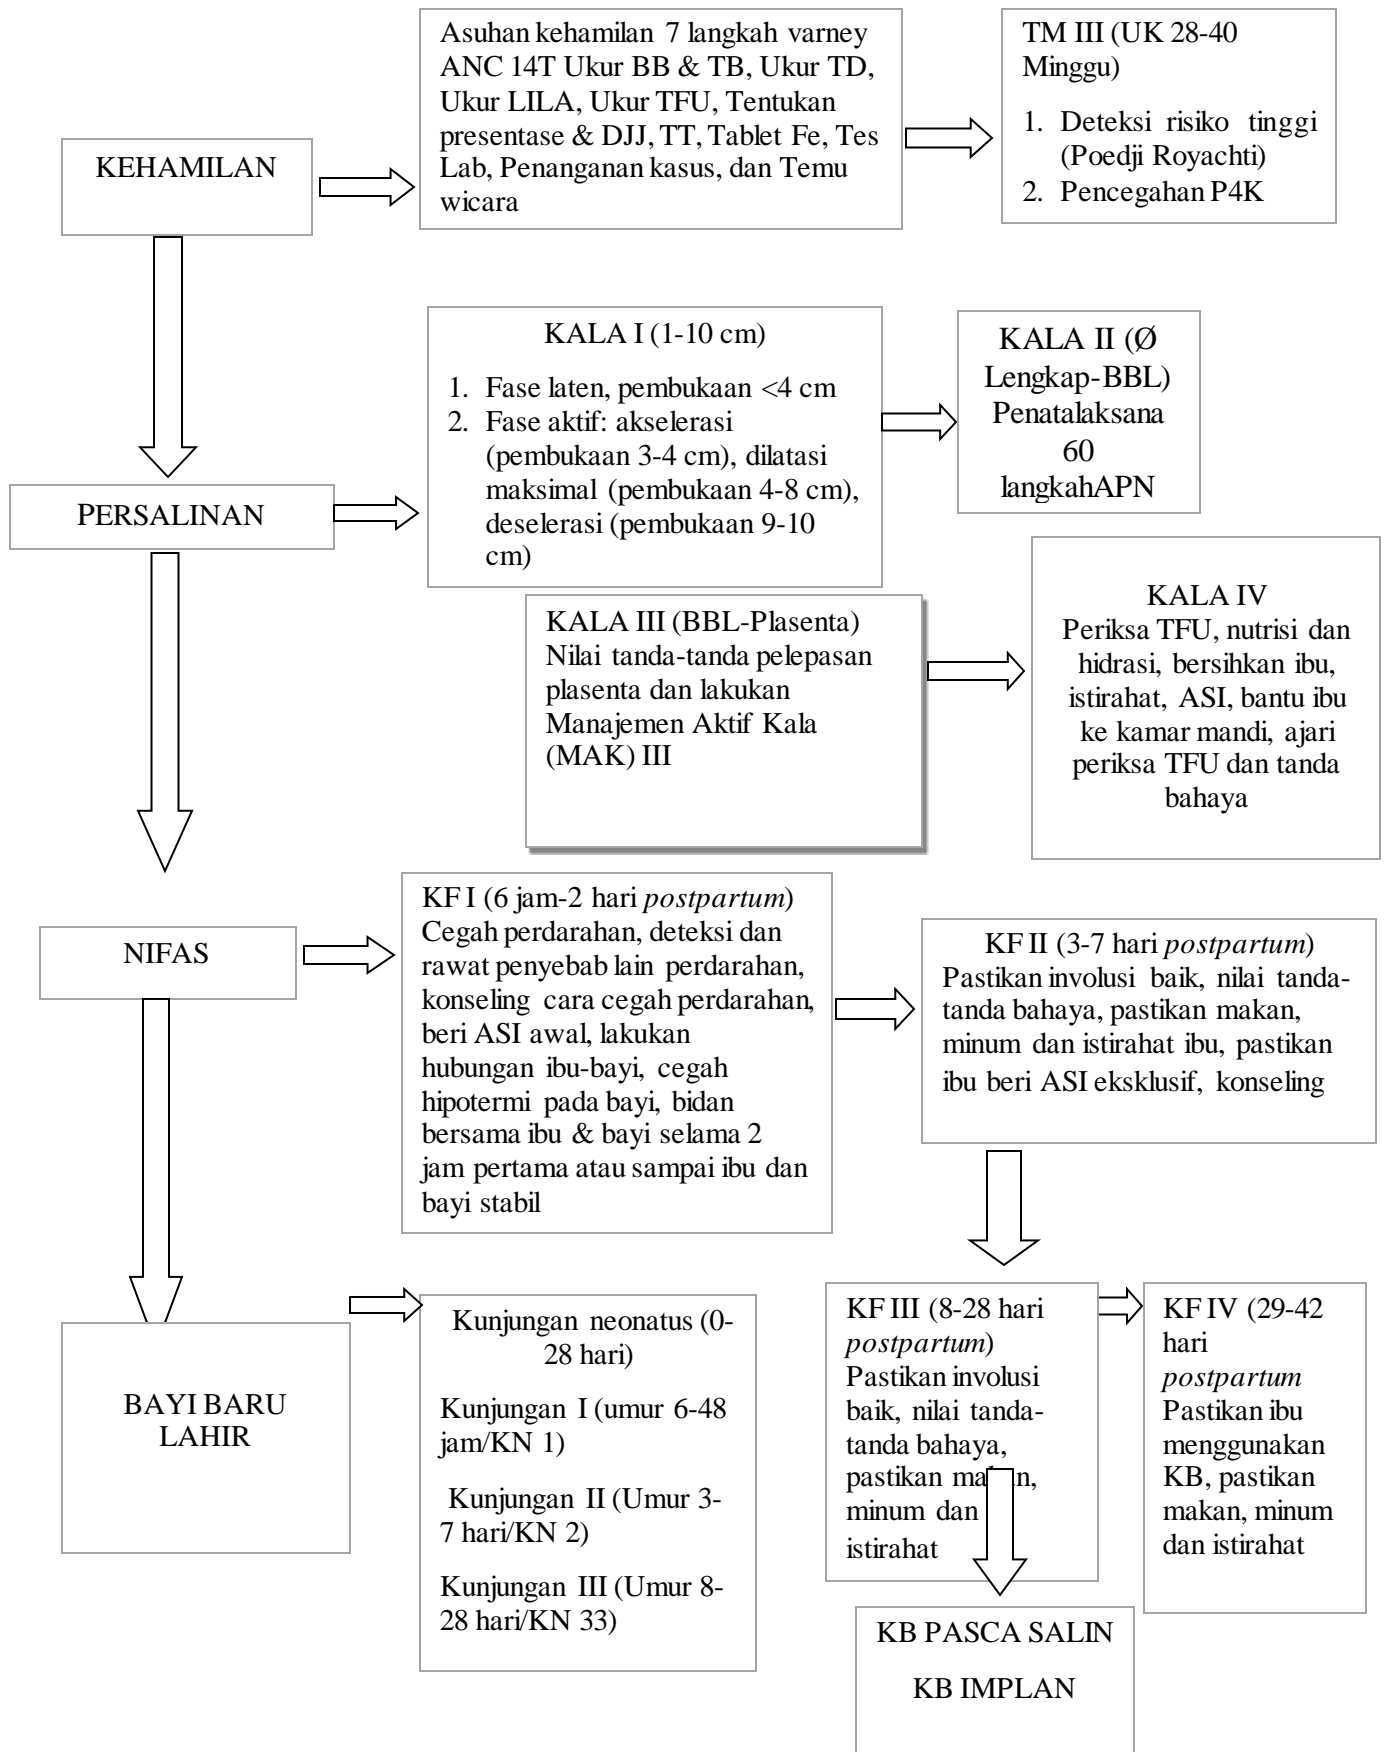 KEHAMILAN
Asuhan kehamilan 7 langkah varney
ANC 14T Ukur BB & TB, Ukur TD,
Ukur LILA, Ukur TFU, Tentukan
presentase & DJJ, TT, Tablet Fe, Tes
Lab, Penanganan kasus, dan Temu
wicara
TM III (UK 28-40
Minggu)
1. Deteksi risiko tinggi
(Poedji Royachti)
2. Pencegahan P4K
PERSALINAN
KALA I (1-10 cm)
1. Fase laten, pembukaan <4 cm
2. Fase aktif: akselerasi
(pembukaan 3-4 cm), dilatasi
maksimal (pembukaan 4-8 cm),
deselerasi (pembukaan 9-10
cm)
KALA II (Ø
Lengkap-BBL)
Penatalaksana
60
langkahAPN
KALA III (BBL-Plasenta)
Nilai tanda-tanda pelepasan
plasenta dan lakukan
Manajemen Aktif Kala
(MAK) III
KALA IV
Periksa TFU, nutrisi dan
hidrasi, bersihkan ibu,
istirahat, ASI, bantu ibu
ke kamar mandi, ajari
periksa TFU dan tanda
bahaya
NIFAS
KF I (6 jam-2 hari postpartum)
Cegah perdarahan, deteksi dan
rawat penyebab lain perdarahan,
konseling cara cegah perdarahan,
beri ASI awal, lakukan
hubungan ibu-bayi, cegah
hipotermi pada bayi, bidan
bersama ibu & bayi selama 2
jam pertama atau sampai ibu dan
bayi stabil
KF II (3-7 hari postpartum)
Pastikan involusi baik, nilai tanda-
tanda bahaya, pastikan makan,
minum dan istirahat ibu, pastikan
ibu beri ASI eksklusif, konseling
KF III (8-28 hari
postpartum)
Pastikan involusi
baik, nilai tanda-
tanda bahaya,
pastikan makan,
minum dan
istirahat
KF IV (29-42
hari
postpartum
Pastikan ibu
menggunakan
KB, pastikan
makan, minum
dan istirahat
BAYI BARU
LAHIR
Kunjungan neonatus (0-
28 hari)
Kunjungan I (umur 6-48
jam/KN 1)
Kunjungan II (Umur 3-
7 hari/KN 2)
Kunjungan III (Umur 8-
28 hari/KN 33)
KB PASCA SALIN
KB IMPLAN